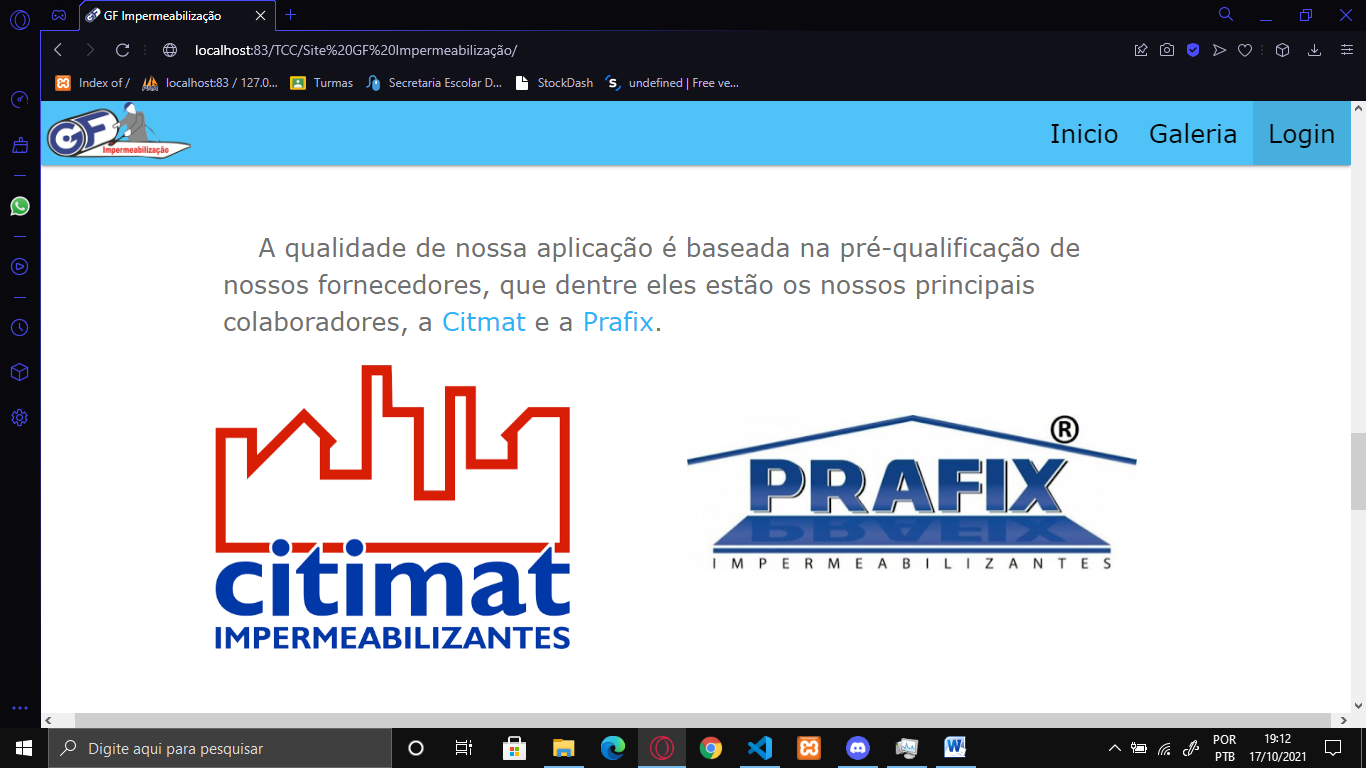 GF Impermeabilização
localhost:83/TCC/Site%20GF%20Impermeabilização/
Index of /
localhost:83 / 127.0...
Turmas
Secretaria Escolar D...
StockDash
undefined | Free ve...
GF
Impermeabilização
Inicio
Galeria
Login
A qualidade de nossa aplicação é baseada na pré-qualificação de
nossos fornecedores, que dentre eles estão os nossos principais
colaboradores, a Citmat e a Prafix.
citimat
IMPERMEABILIZANTES
®
PRAFIX
IMPERMEABILIZANTES
Digite aqui para pesquisar
POR
PTB
19:12
17/10/2021